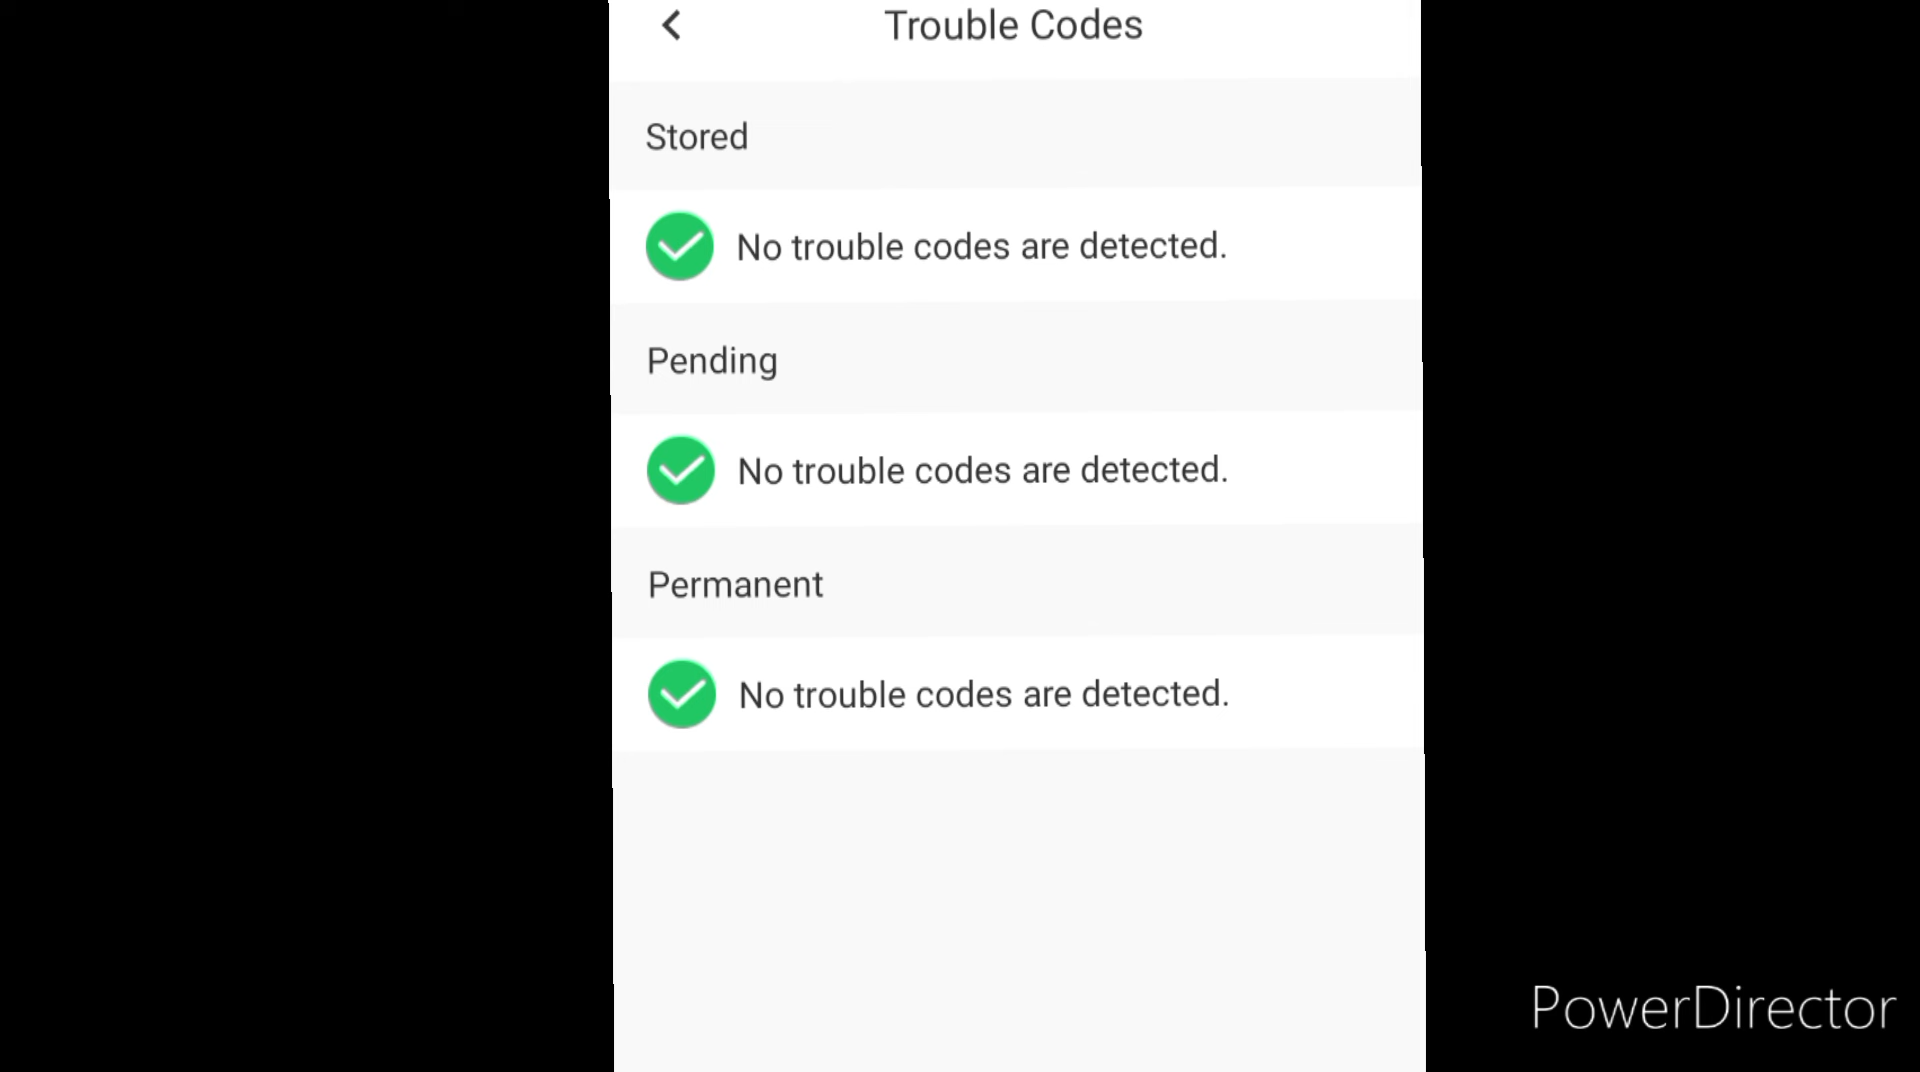 Trouble Codes
Stored
No trouble codes are detected.
Pending
No trouble codes are detected.
Permanent
No trouble codes are detected.
PowerDirector